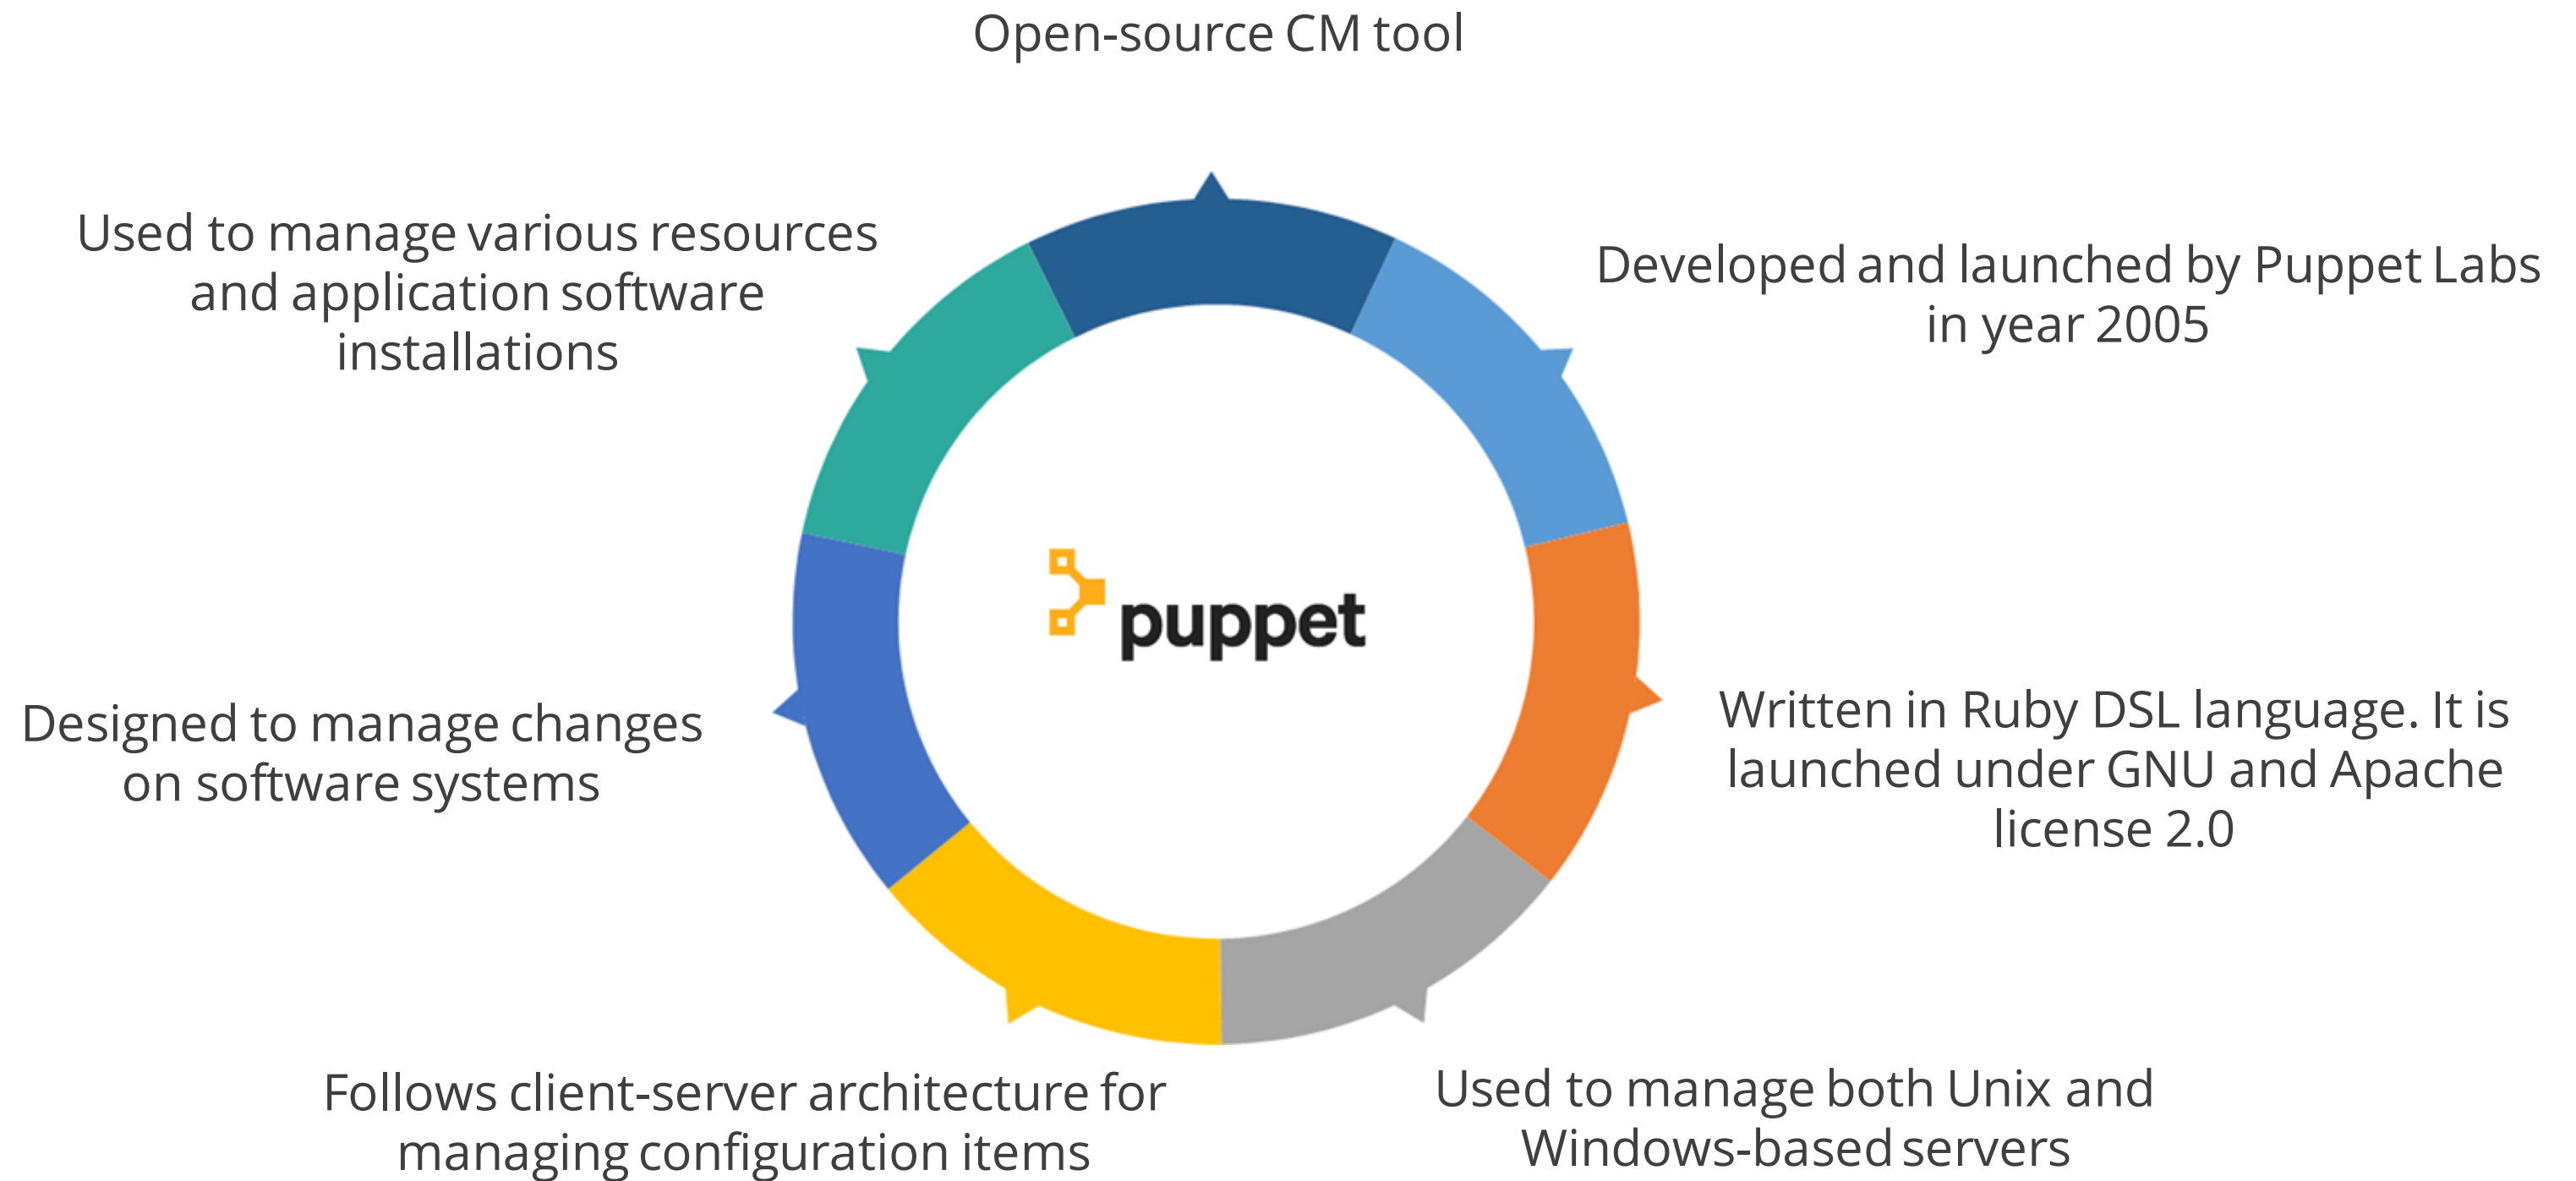 Open-source CM tool
Developed and launched by Puppet Labs
in year 2005
Written in Ruby DSL language. It is
launched under GNU and Apache
license 2.0
Used to manage both Unix and
Windows-based servers
Follows client-server architecture for
managing configuration items
Designed to manage changes
on software systems
Used to manage various resources
and application software
installations
puppet